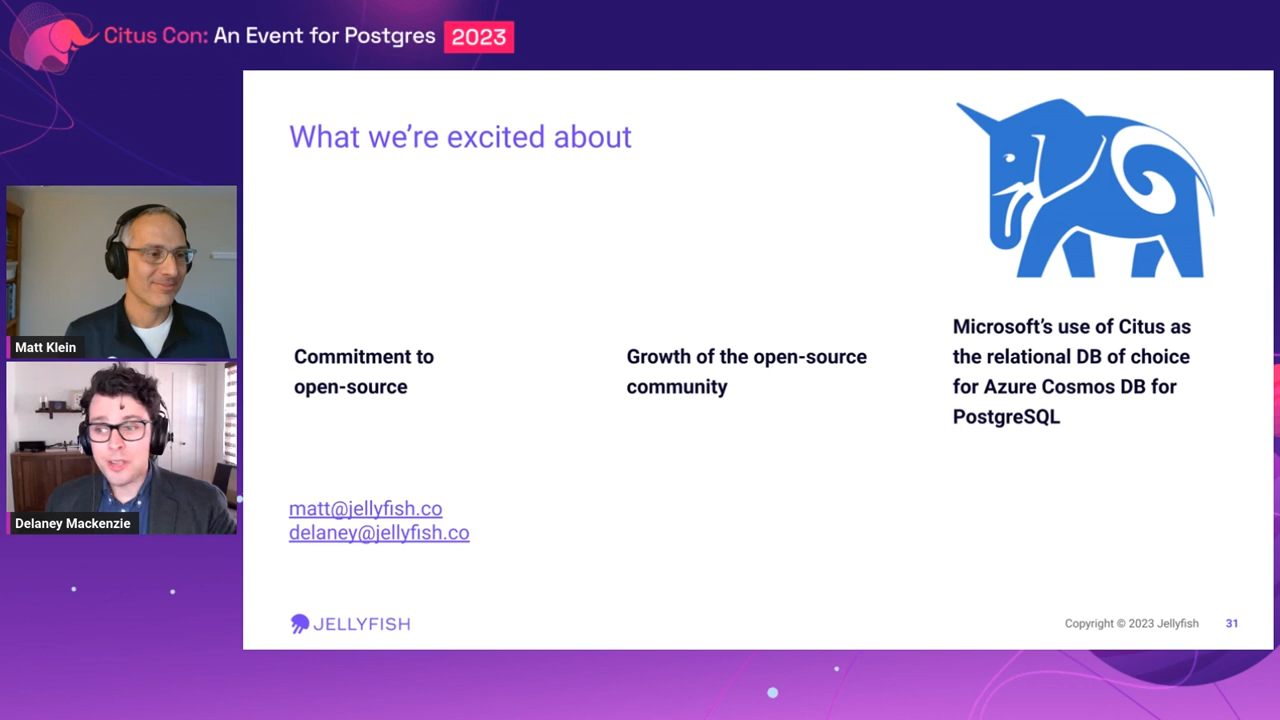 Citus Con: An Event for Postgres 2023
What we’re excited about
Matt Klein
Delaney Mackenzie
Commitment to
open-source
Growth of the open-source
community
Microsoft’s use of Citus as
the relational DB of choice
for Azure Cosmos DB for
PostgreSQL
matt@jellyfish.co
delaney@jellyfish.co
JELLYFISH
Copyright © 2023 Jellyfish 31